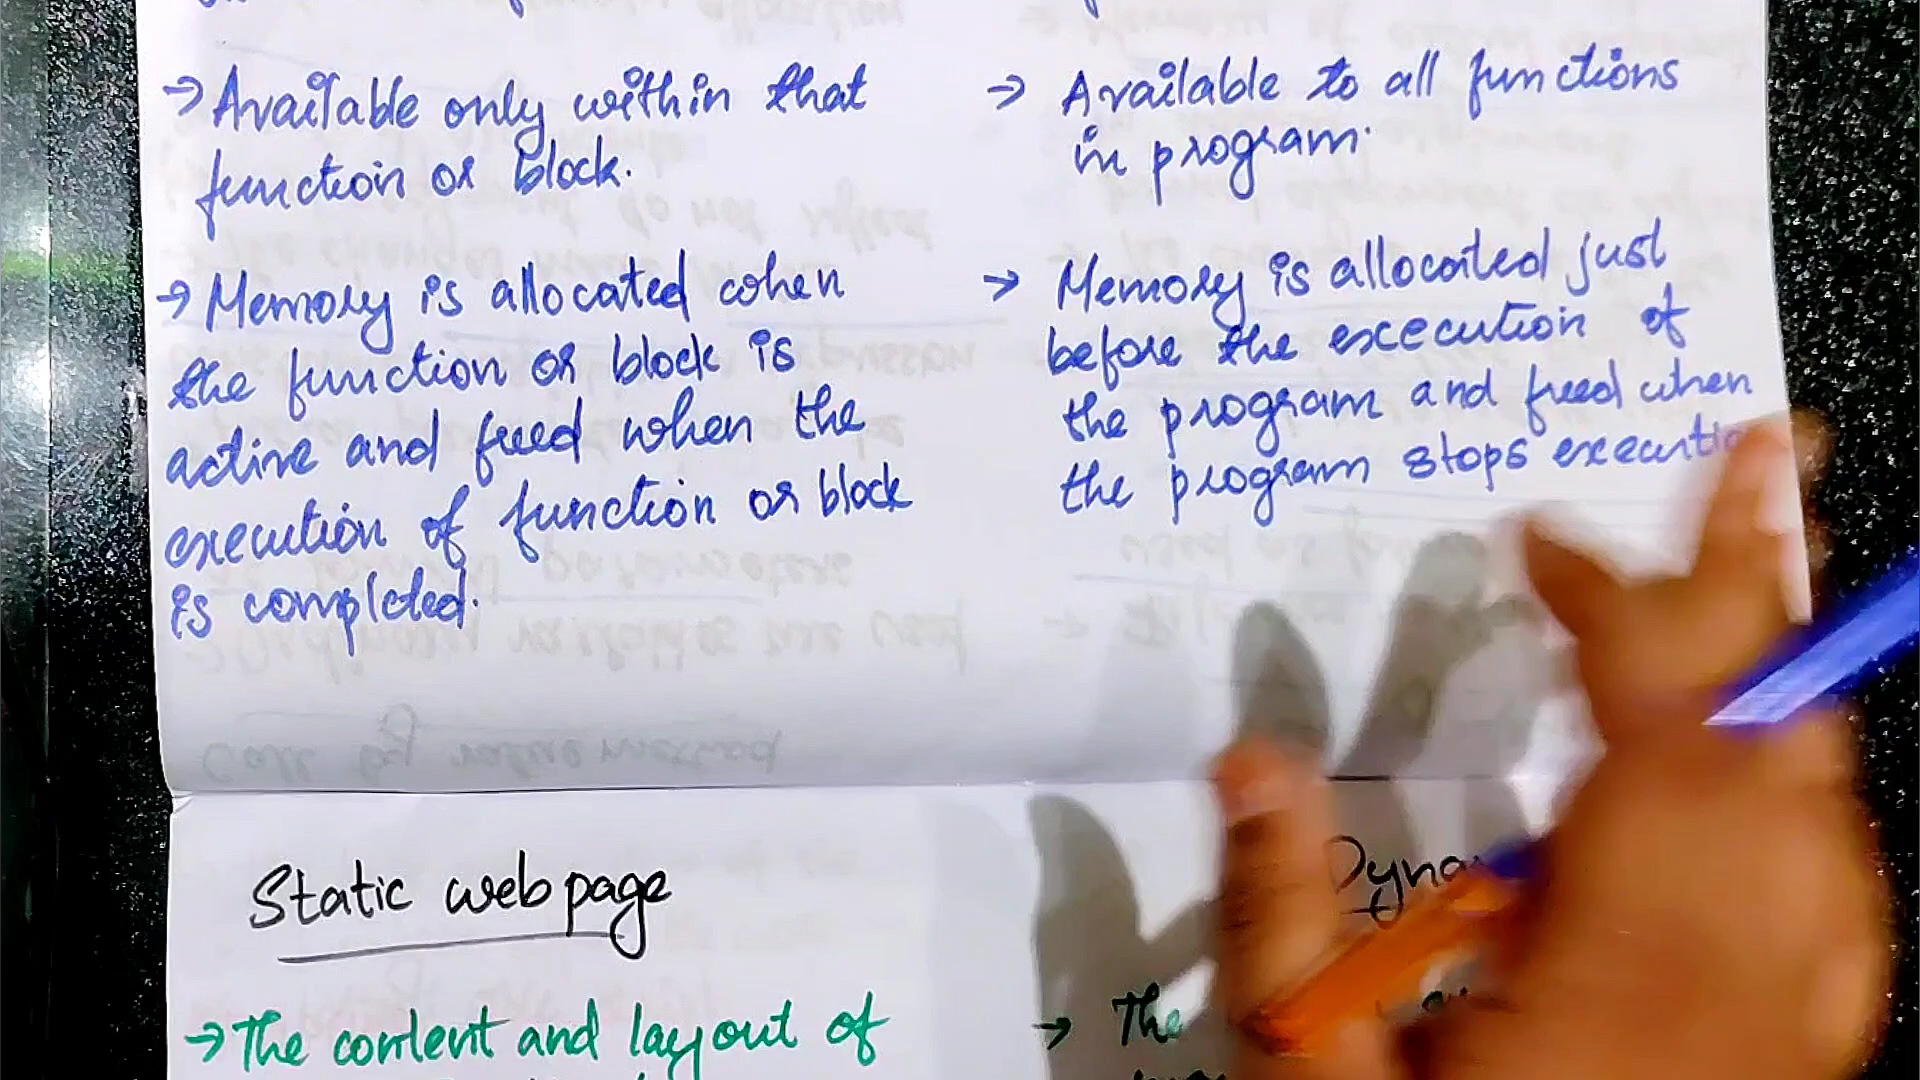 → Available only within that
function or block.
→ Memory is allocated when
the function or block is
active and freed when the
execution of function or block
is completed.
→ Available to all functions
in program.
→ Memory is allocated just
before the execution of
the program and freed when
the program stops
Static web page
→ The content and layout of
→ The